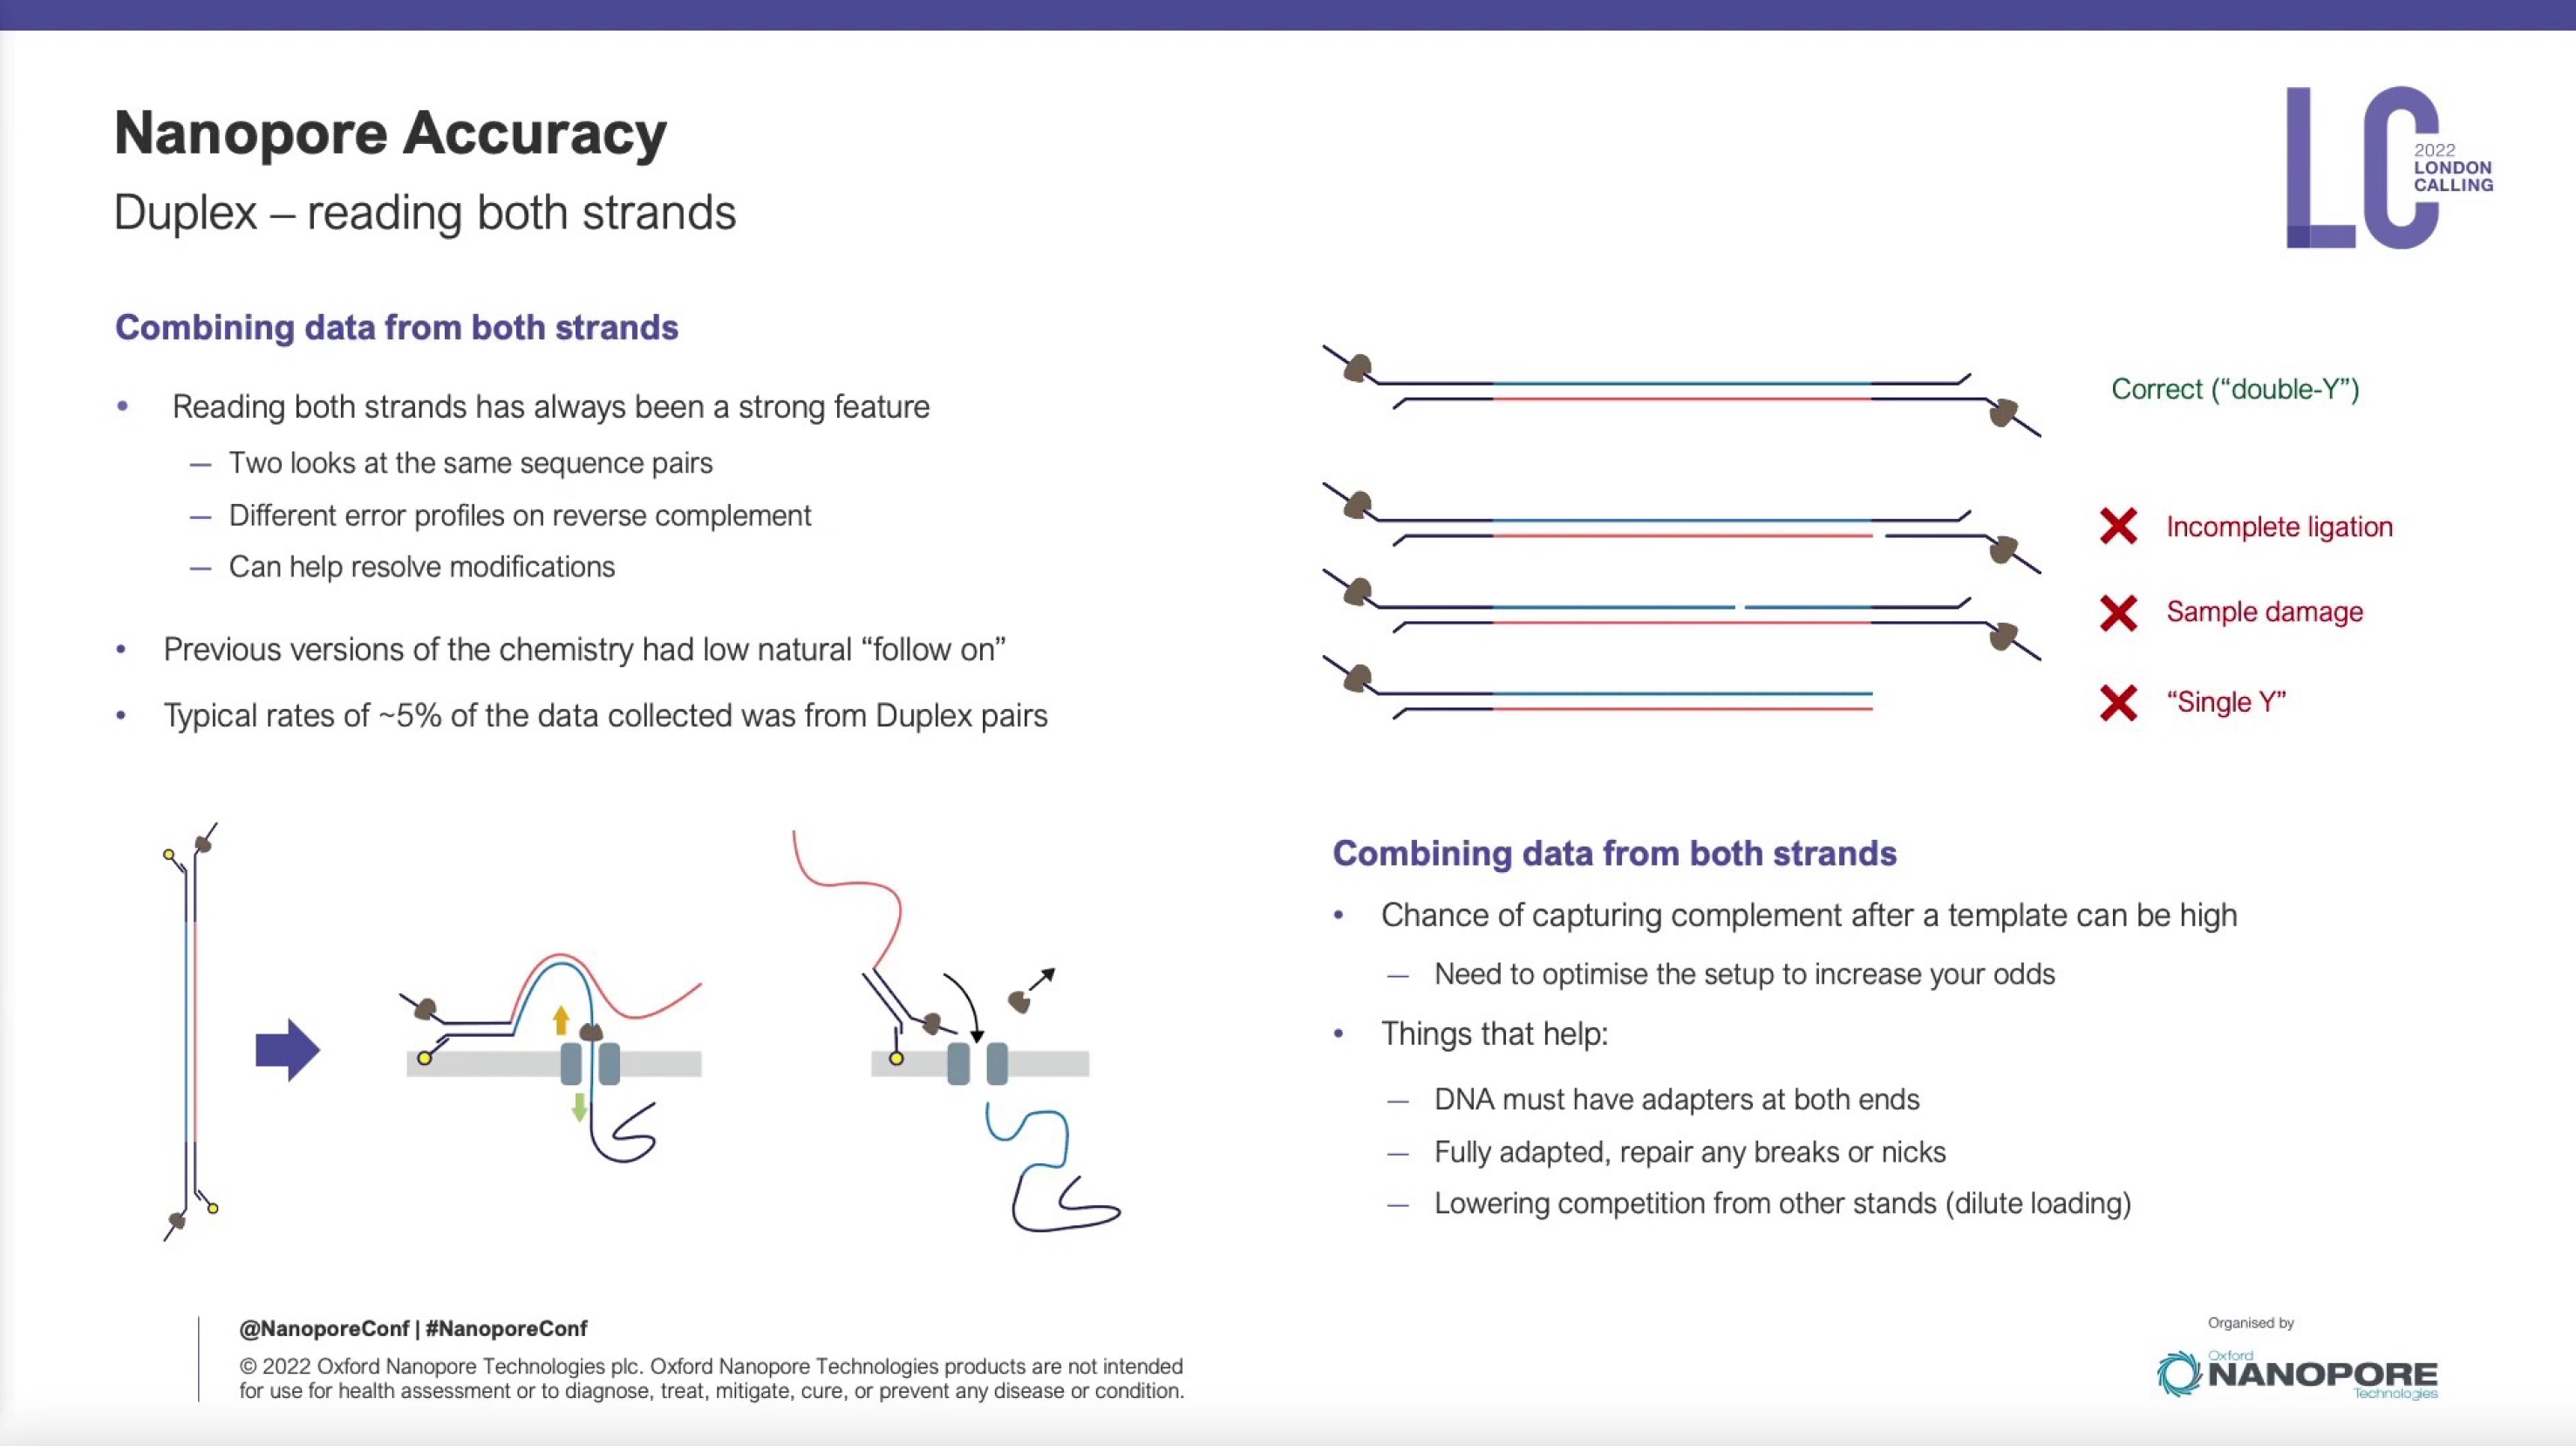 Nanopore Accuracy
Duplex – reading both strands
2022
LONDON
CALLING
Combining data from both strands
• Reading both strands has always been a strong feature
— Two looks at the same sequence pairs
— Different error profiles on reverse complement
— Can help resolve modifications
• Previous versions of the chemistry had low natural “follow on”
• Typical rates of ~5% of the data collected was from Duplex pairs
Correct (“double-Y”)
Incomplete ligation
Sample damage
“Single Y”
Combining data from both strands
• Chance of capturing complement after a template can be high
— Need to optimise the setup to increase your odds
• Things that help:
— DNA must have adapters at both ends
— Fully adapted, repair any breaks or nicks
— Lowering competition from other stands (dilute loading)
@NanoporeConf | #NanoporeConf
© 2022 Oxford Nanopore Technologies plc. Oxford Nanopore Technologies products are not intended
for use for health assessment or to diagnose, treat, mitigate, cure, or prevent any disease or condition.
Organised by
Oxford
NANOPORE
Technologies
LC